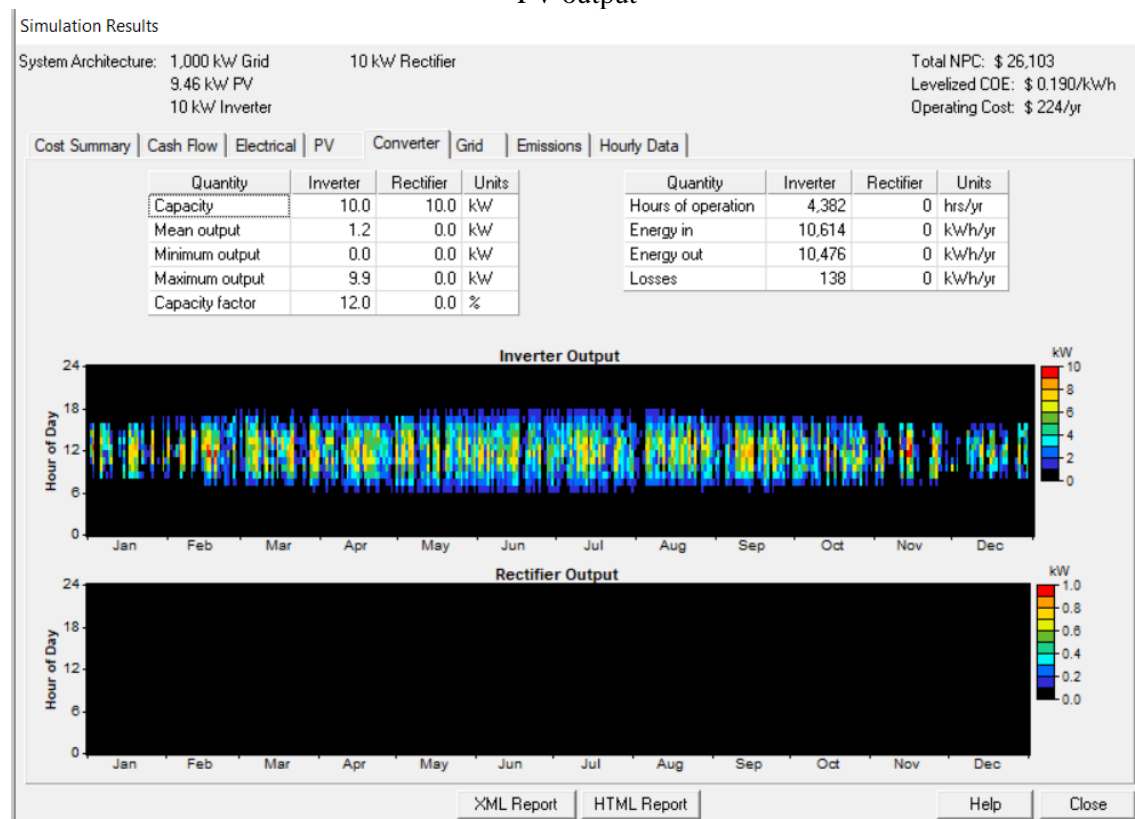 PV output
Simulation Results
System Architecture: 1,000 kW Grid 10 kW Rectifier Total NPC: $ 26,103
9.46 kW PV Levelized COE: $ 0.190/kWh
10 kW Inverter Operating Cost: $ 224/yr
Cost Summary Cash Flow Electrical PV Converter Grid Emissions Hourly Data
Quantity Inverter Rectifier Units Quantity Inverter Rectifier Units
Capacity 10.0 10.0 kW Hours of operation 4,382 0 hrs/yr
Mean output 1.2 0.0 kW Energy in 10,614 0 kWh/yr
Minimum output 0.0 0.0 kW Energy out 10,476 0 kWh/yr
Maximum output 9.9 0.0 kW Losses 138 0 kWh/yr
Capacity factor 12.0 0.0 %
Inverter Output
kW
24
18
12
6
0
Hour of Day
10
8
6
4
2
0
Jan Feb Mar Apr May Jun Jul Aug Sep Oct Nov Dec
Rectifier Output
kW
24
18
12
6
0
Hour of Day
1.0
0.8
0.6
0.4
0.2
0.0
Jan Feb Mar Apr May Jun Jul Aug Sep Oct Nov Dec
XML Report HTML Report Help Close